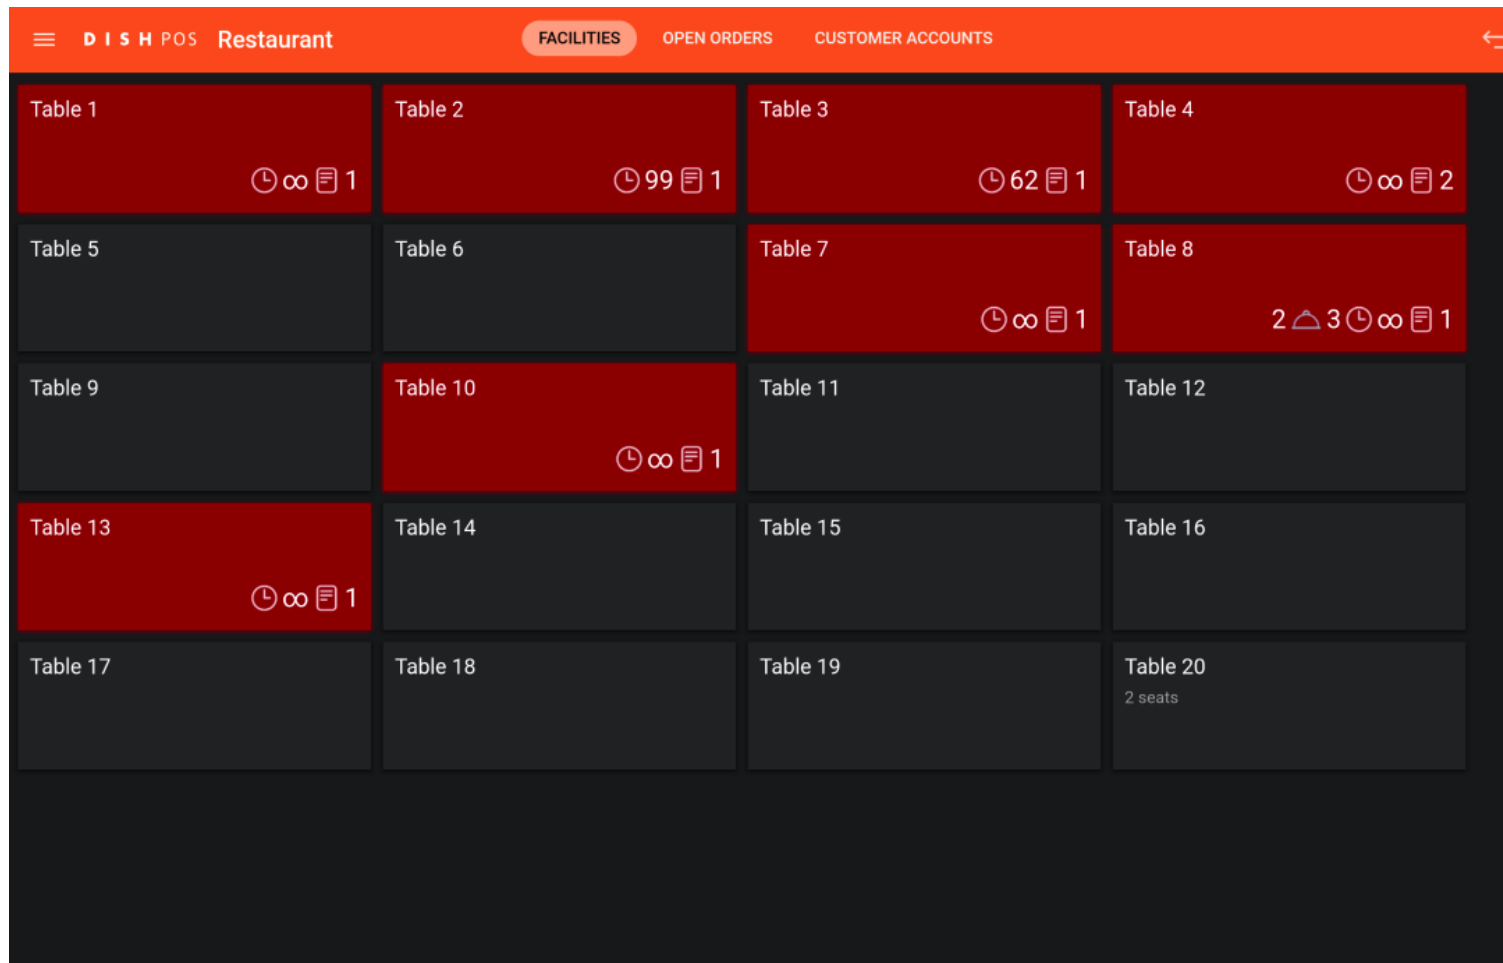 DISH POS Restaurant FACILITIES OPEN ORDERS CUSTOMER ACCOUNTS
Table 1 Table 2 Table 3 Table 4
∞ 1 99 1 62 1 ∞ 2
Table 5 Table 6 Table 7 Table 8
∞ 1 2 3 ∞ 1
Table 9 Table 10 Table 11 Table 12
∞ 1
Table 13 Table 14 Table 15 Table 16
∞ 1
Table 17 Table 18 Table 19 Table 20
2 seats